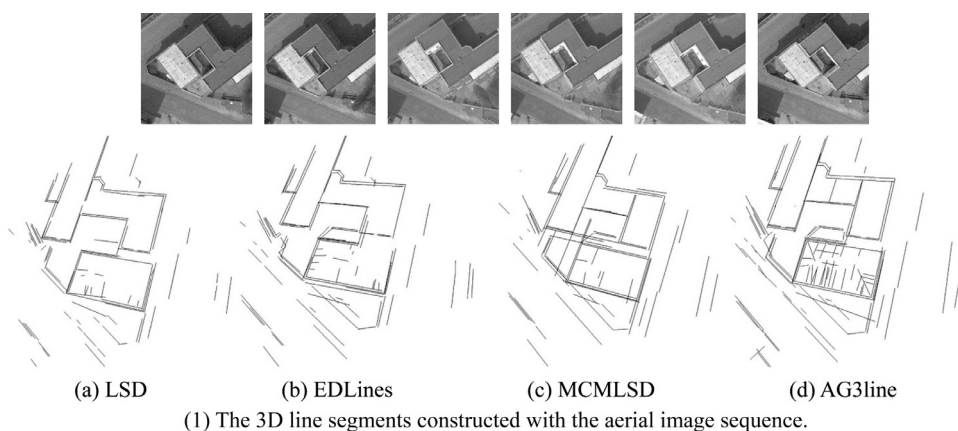 (a) LSD
(b) EDLines
(c) MCMLSD
(d) AG3line
(1) The 3D line segments constructed with the aerial image sequence.